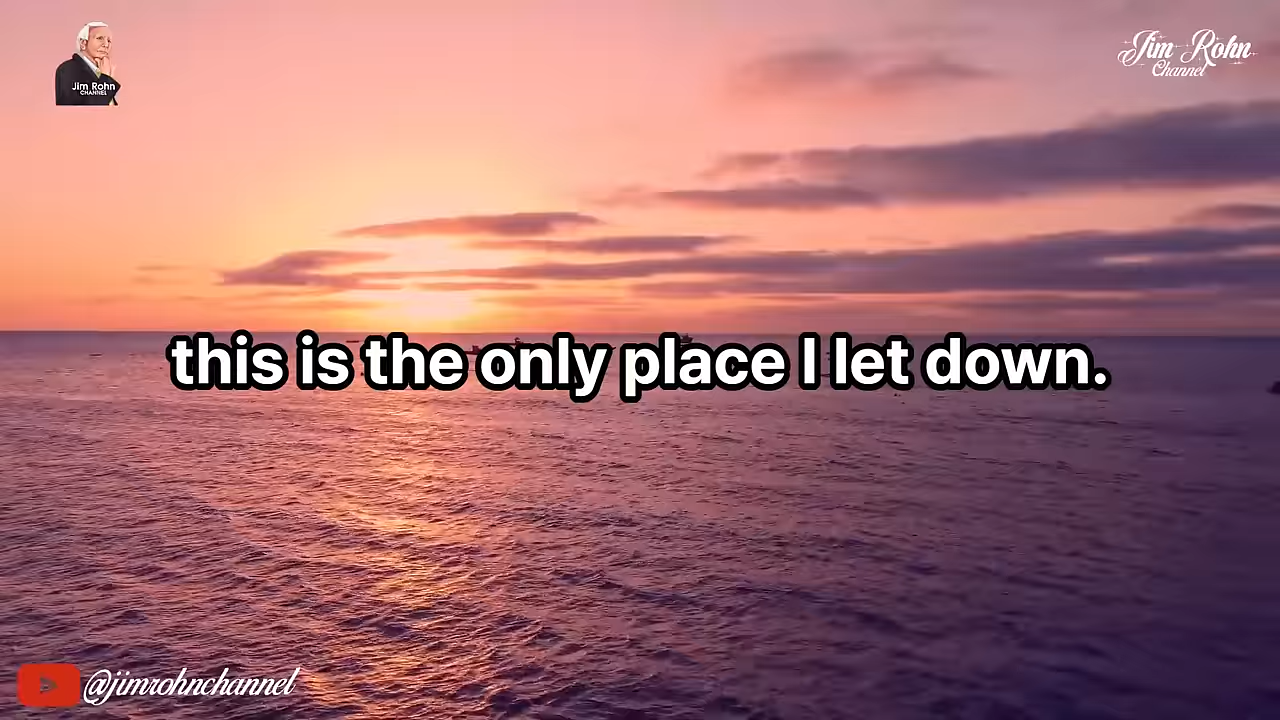 Jim Rohn
CHANNEL
Jim Rohn
Channel
this is the only place I let down.
@jimrohnchannel